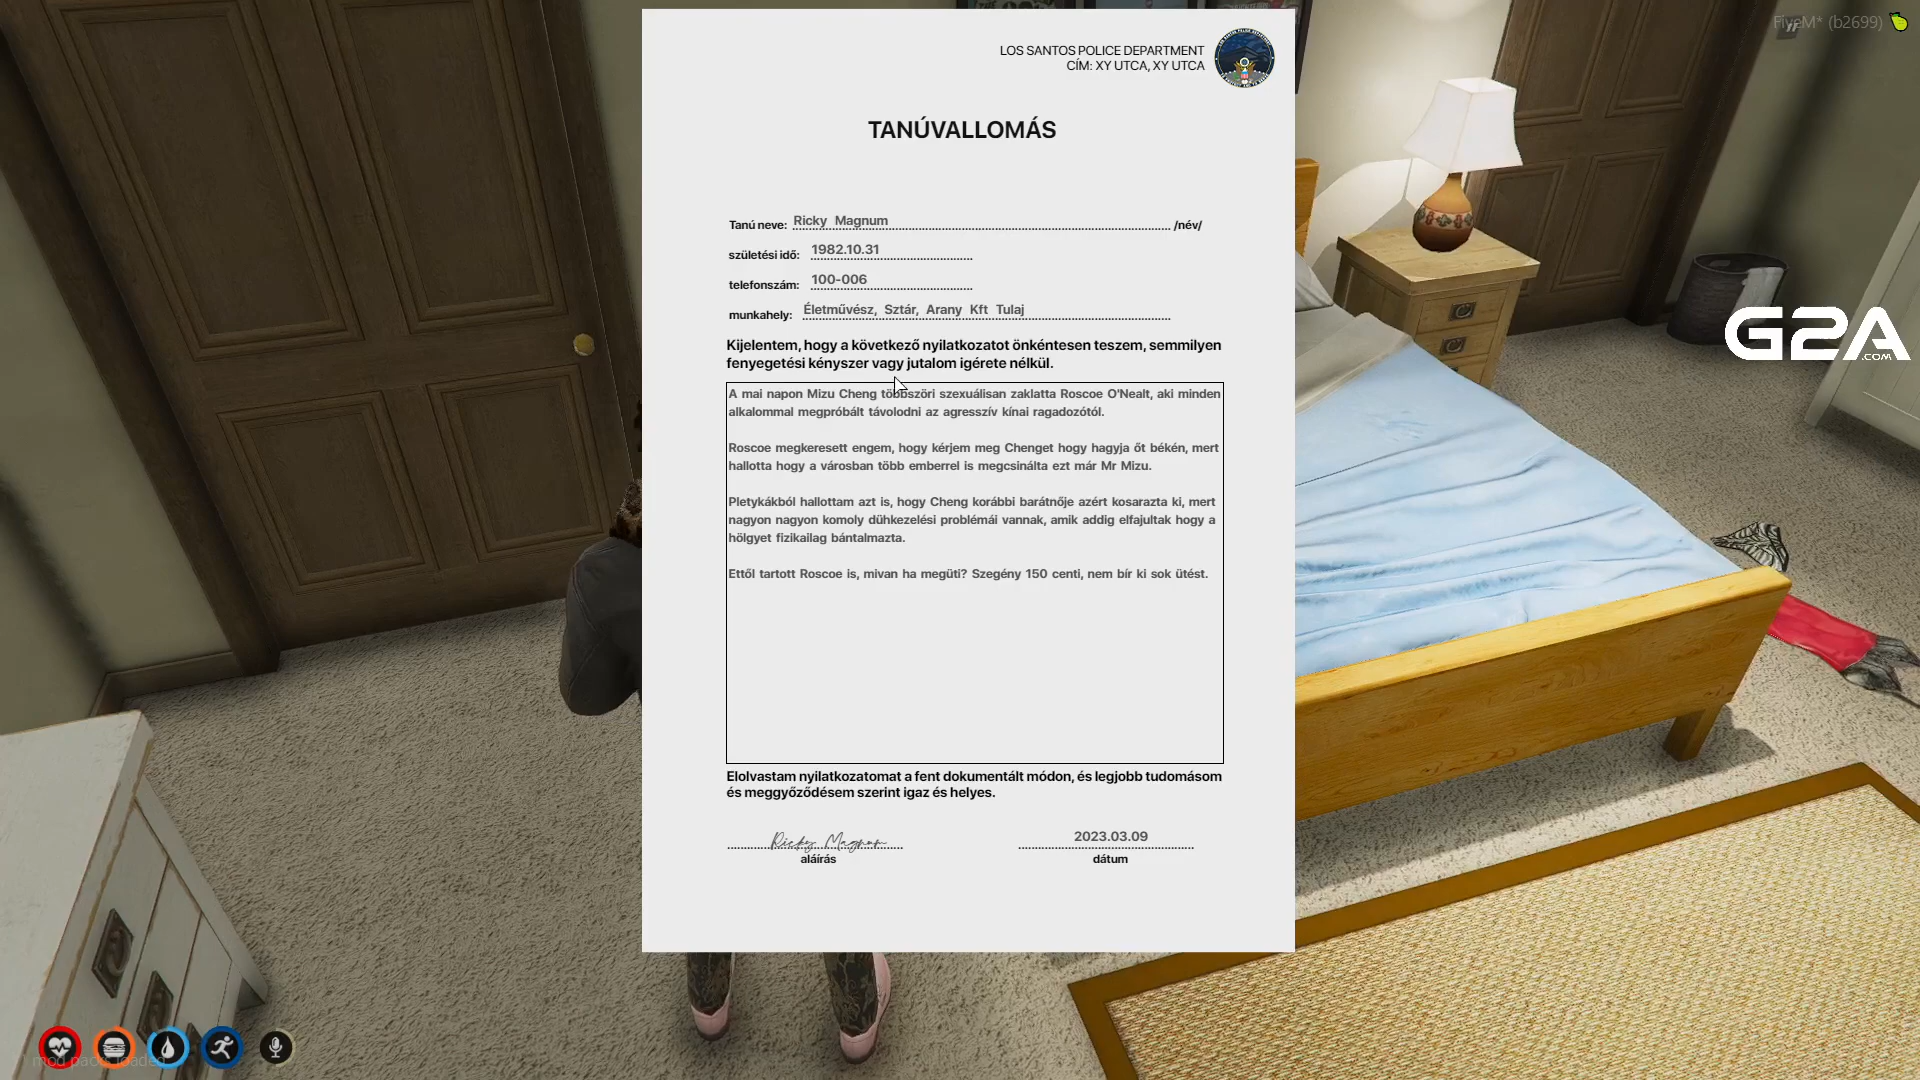 FiveM* (b2699)
LOS SANTOS POLICE DEPARTMENT
CÍM: XY UTCA, XY UTCA
TANÚVALLOMÁS
Tanú neve: Ricky Magnum /név/
születési idő: 1982.10.31
telefonszám: 100-006
munkahely: Életművész, Sztár, Arany Kft Tulaj
Kijelentem, hogy a következő nyilatkozatot önkéntesen teszem, semmilyen
fenyegetési kényszer vagy jutalom igérete nélkül.
A mai napon Mizu Cheng többszöri szexuálisan zaklatta Roscoe O'Nealt, aki minden
alkalommal megpróbált távolodni az agresszív kínai ragadozótól.
Roscoe megkeresett engem, hogy kérjem meg Chenget hogy hagyja őt békén, mert
hallotta hogy a városban több emberrel is megcsinálta ezt már Mr Mizu.
Pletykákból hallottam azt is, hogy Cheng korábbi barátnője azért kosarazta ki, mert
nagyon nagyon komoly dühkezelési problémái vannak, amik addig elfajultak hogy a
hölgyet fizikailag bántalmazta.
Ettől tartott Roscoe is, mivan ha megüti? Szegény 150 centi, nem bír ki sok ütést.
Elolvastam nyilatkozatomat a fent dokumentált módon, és legjobb tudomásom
és meggyőződésem szerint igaz és helyes.
Ricky Magnum 2023.03.09
aláírás dátum
G2A
.COM
mod packs loaded